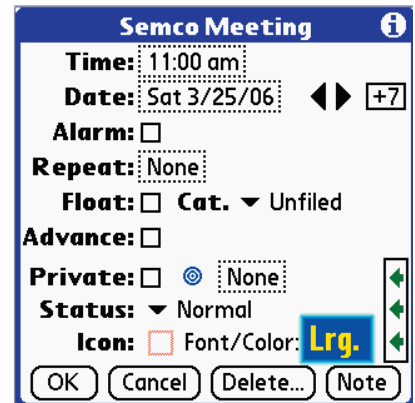 Semco Meeting i
Time: 11:00 am
Date: Sat 3/25/06 +7
Alarm:
Repeat: None
Float: Cat. Unfiled
Advance:
Private: None
Status: Normal
Icon: Font/Color: Lrg.
OK Cancel Delete... Note